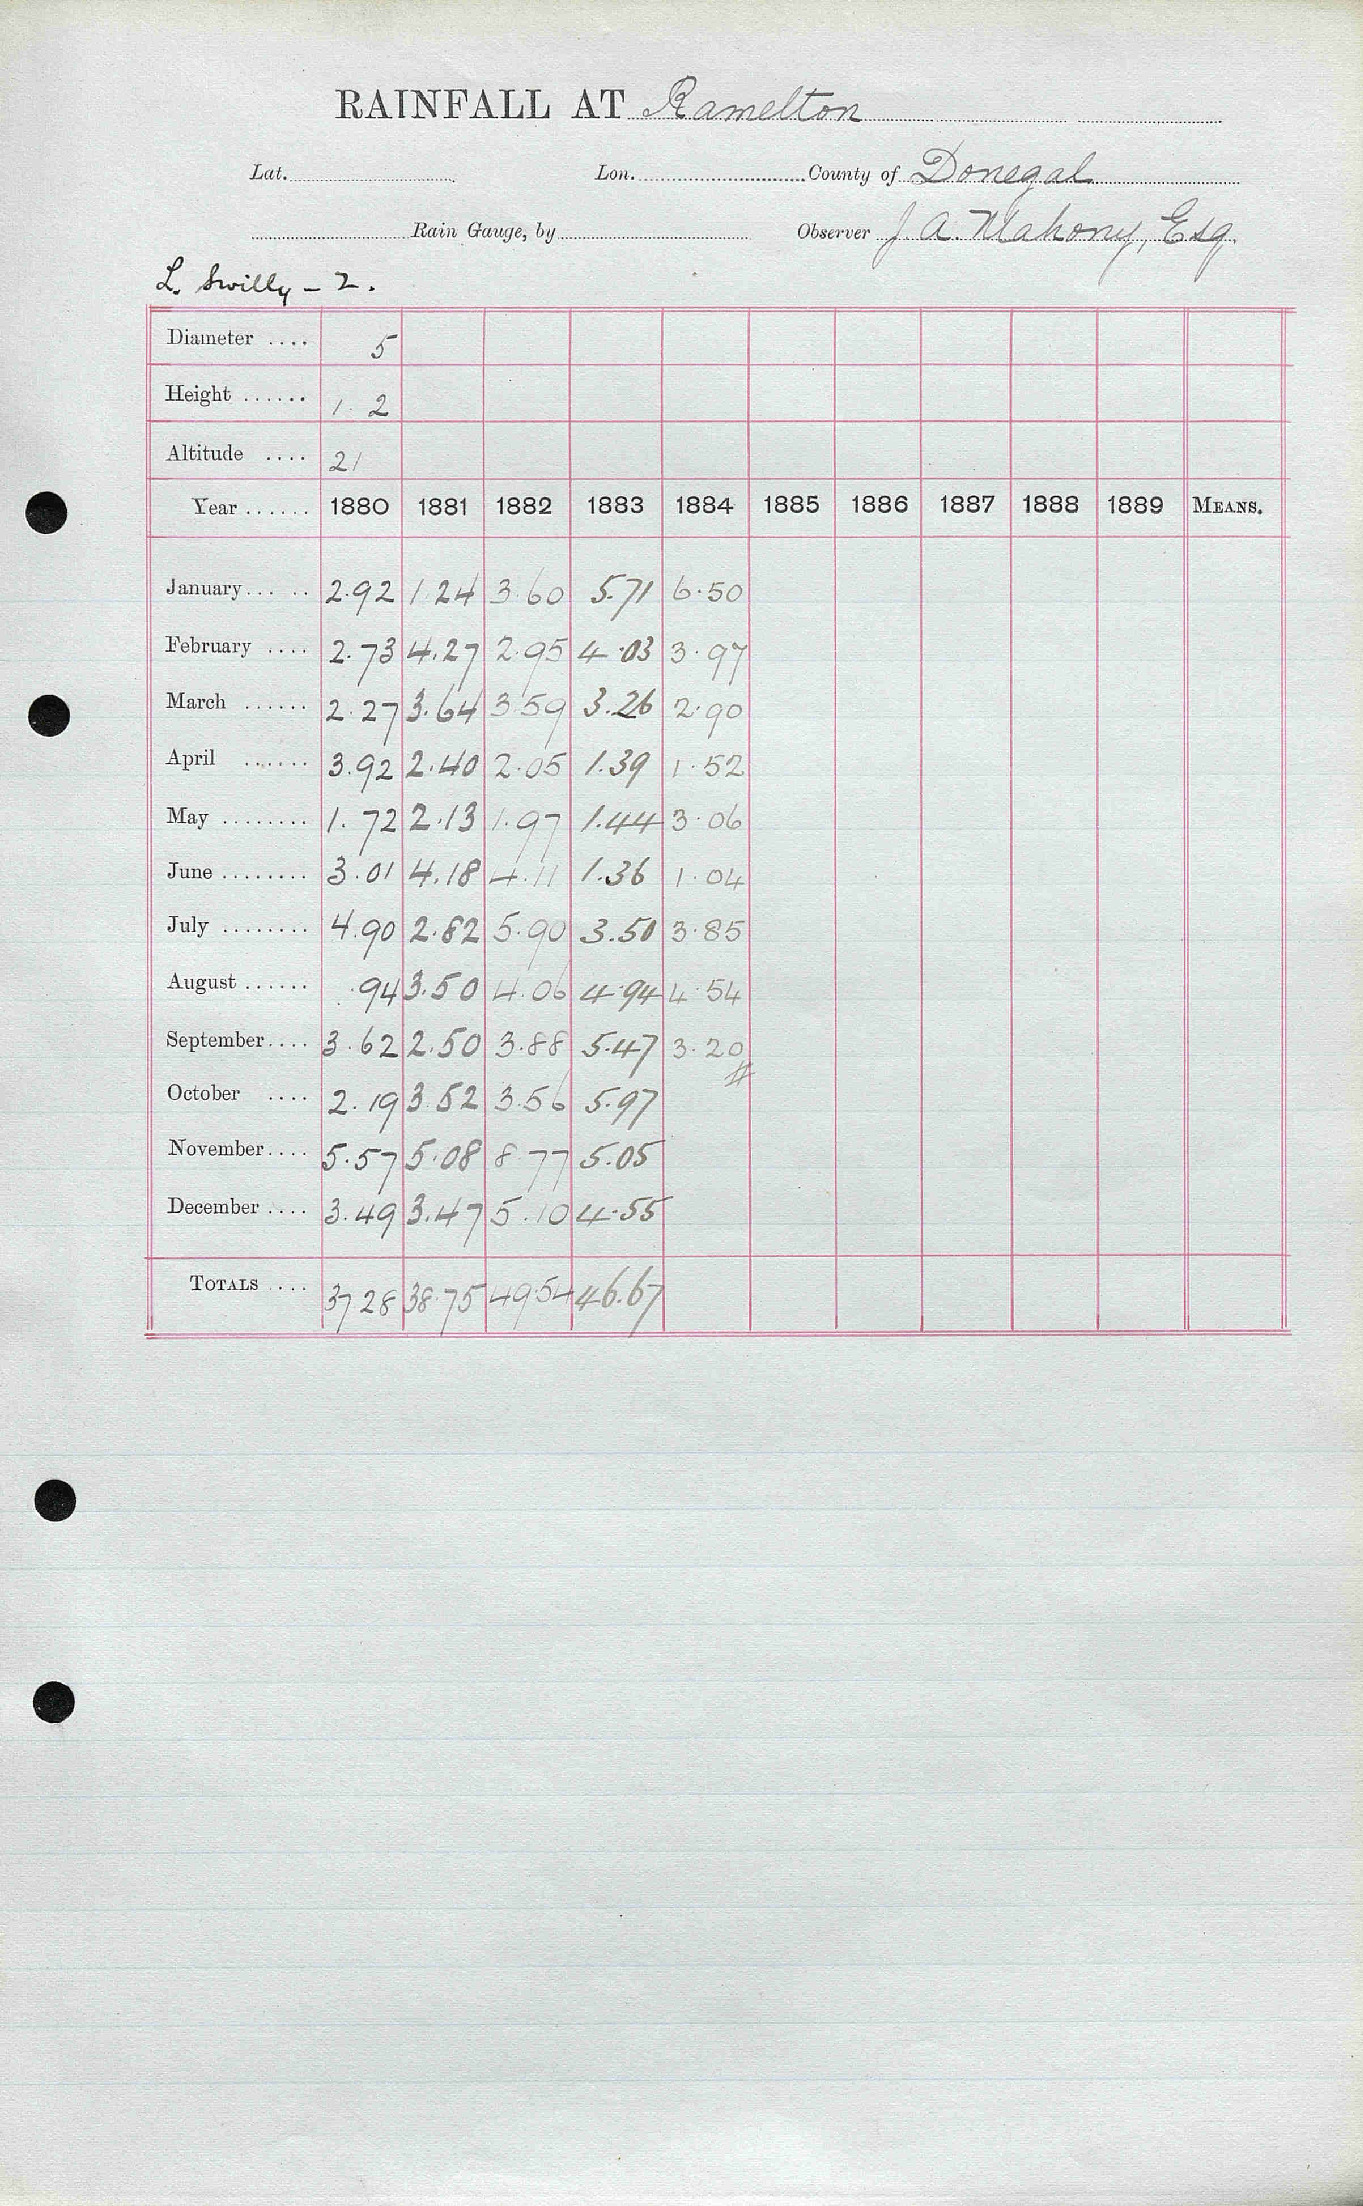 RAINFALL AT Ramelton
Lat. Lon. County of Donegal
Rain Gauge, by Observer J. A. Mahony, Esq.
L. Swilly - 2.
Diameter .... 5
Height ...... 1. 2
Altitude .... 21
Year ...... 1880 1881 1882 1883 1884 1885 1886 1887 1888 1889 MEANS.
January ..... 2.92 1.24 3.60 5.71 6.50
February .... 2.73 4.27 2.95 4.03 3.97
March ...... 2.27 3.64 3.59 3.26 2.90
April ...... 3.92 2.40 2.05 1.39 1.52
May ........ 1.72 2.13 1.97 1.44 3.06
June ........ 3.01 4.18 4.11 1.36 1.04
July ........ 4.90 2.82 5.90 3.50 3.85
August ...... .94 3.50 4.06 4.94 4.54
September .... 3.62 2.50 3.88 5.47 3.20
October .... 2.19 3.52 3.56 5.97
November .... 5.57 5.08 8.77 5.05
December .... 3.49 3.47 5.10 4.55
TOTALS .... 37 28 38.75 49.54 46.67